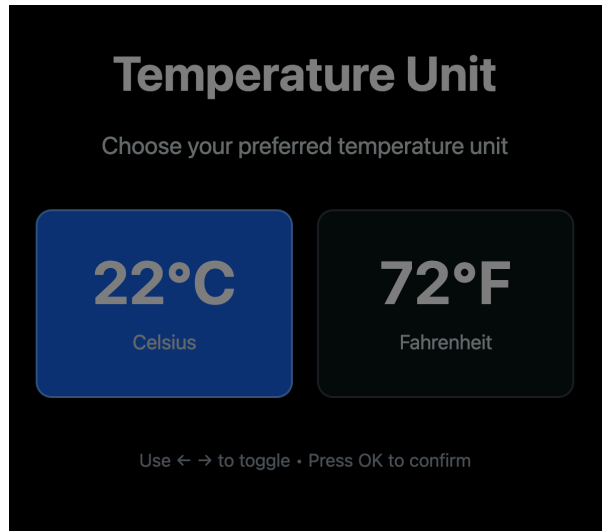 Temperature Unit
Choose your preferred temperature unit
22°C
Celsius
72°F
Fahrenheit
Use ← → to toggle • Press OK to confirm